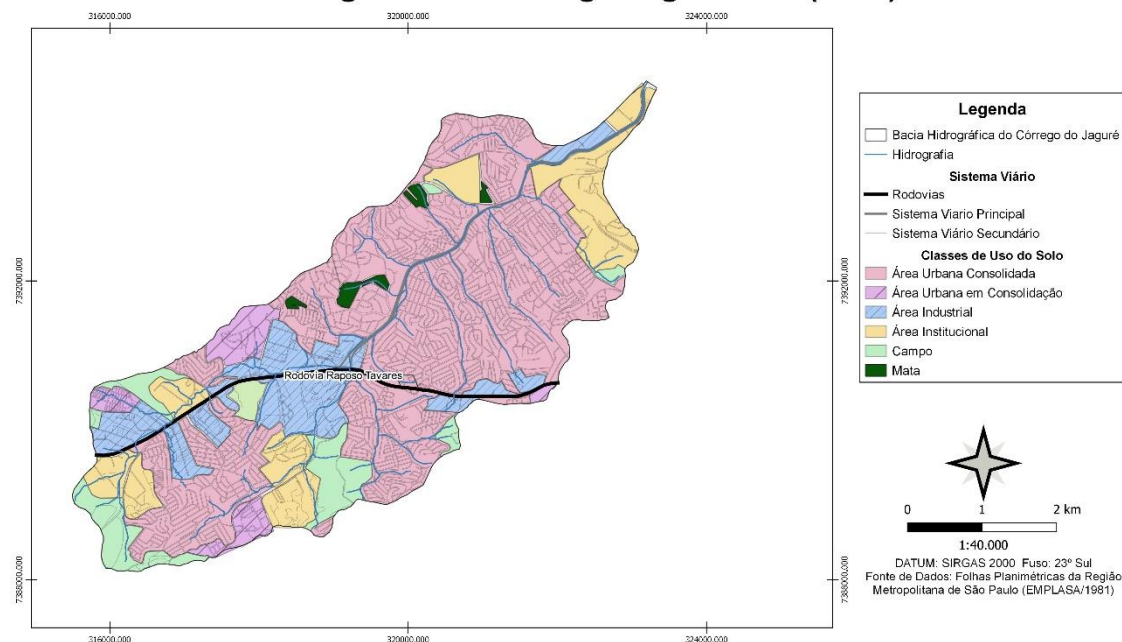 316000.000
320000.000
324000.000
7392000.000
7388000.000
Rodovia Raposo Tavares
316000.000
320000.000
324000.000
7392000.000
7388000.000
Legenda
Bacia Hidrográfica do Córrego do Jaguré
Hidrografia
Sistema Viário
Rodovias
Sistema Viario Principal
Sistema Viário Secundário
Classes de Uso do Solo
Área Urbana Consolidada
Área Urbana em Consolidação
Área Industrial
Área Institucional
Campo
Mata
0 1 2 km
1:40.000
DATUM: SIRGAS 2000 Fuso: 23º Sul
Fonte de Dados: Folhas Planimétricas da Região
Metropolitana de São Paulo (EMPLASA/1981)